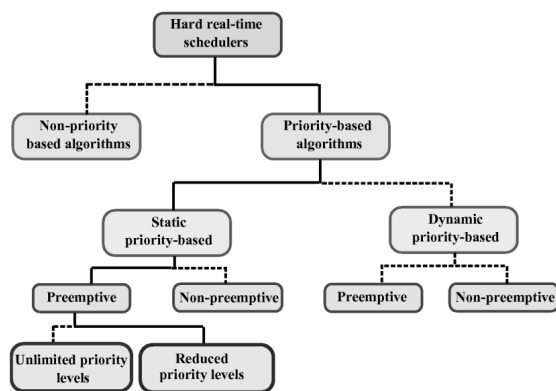 Hard real-time
schedulers
Non-priority
based algorithms
Priority-based
algorithms
Static
priority-based
Dynamic
priority-based
Preemptive
Non-preemptive
Preemptive
Non-preemptive
Unlimited priority
levels
Reduced
priority levels